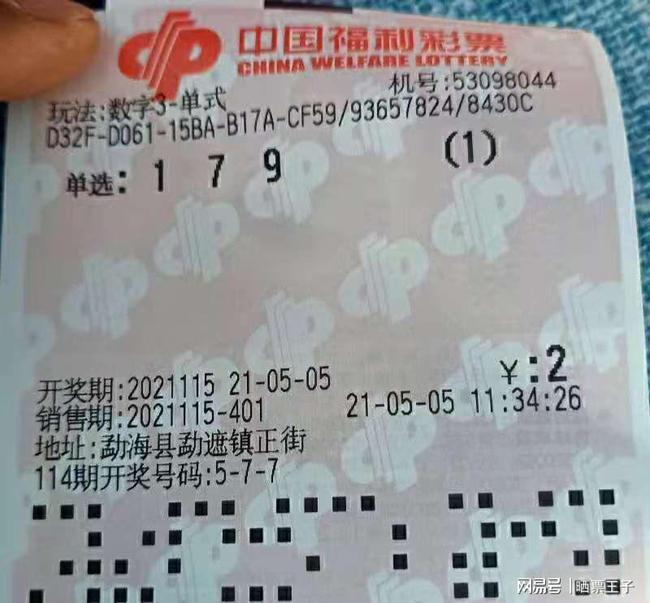 中国福利彩票
CHINA WELFARE LOTTERY
机号:53098044
玩法:数字3-单式
D32F-D061-15BA-B17A-CF59/93657824/8430C
单选: 1 7 9 (1)
¥:2
开奖期:2021115 21-05-05
销售期:2021115-401 21-05-05 11:34:26
地址:勐海县勐遮镇正街
114期开奖号码:5-7-7
网易号 | 晒票王子